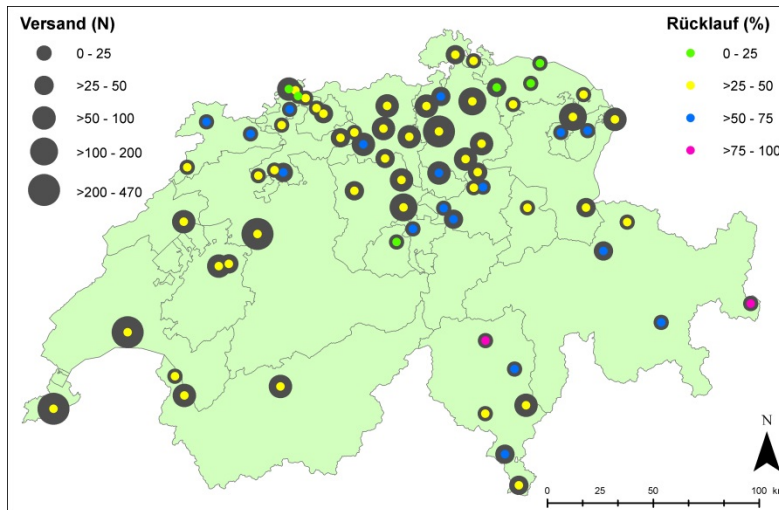 Versand (N)
0 - 25
>25 - 50
>50 - 100
>100 - 200
>200 - 470
Rücklauf (%)
0 - 25
>25 - 50
>50 - 75
>75 - 100
N
0 25 50 100 km